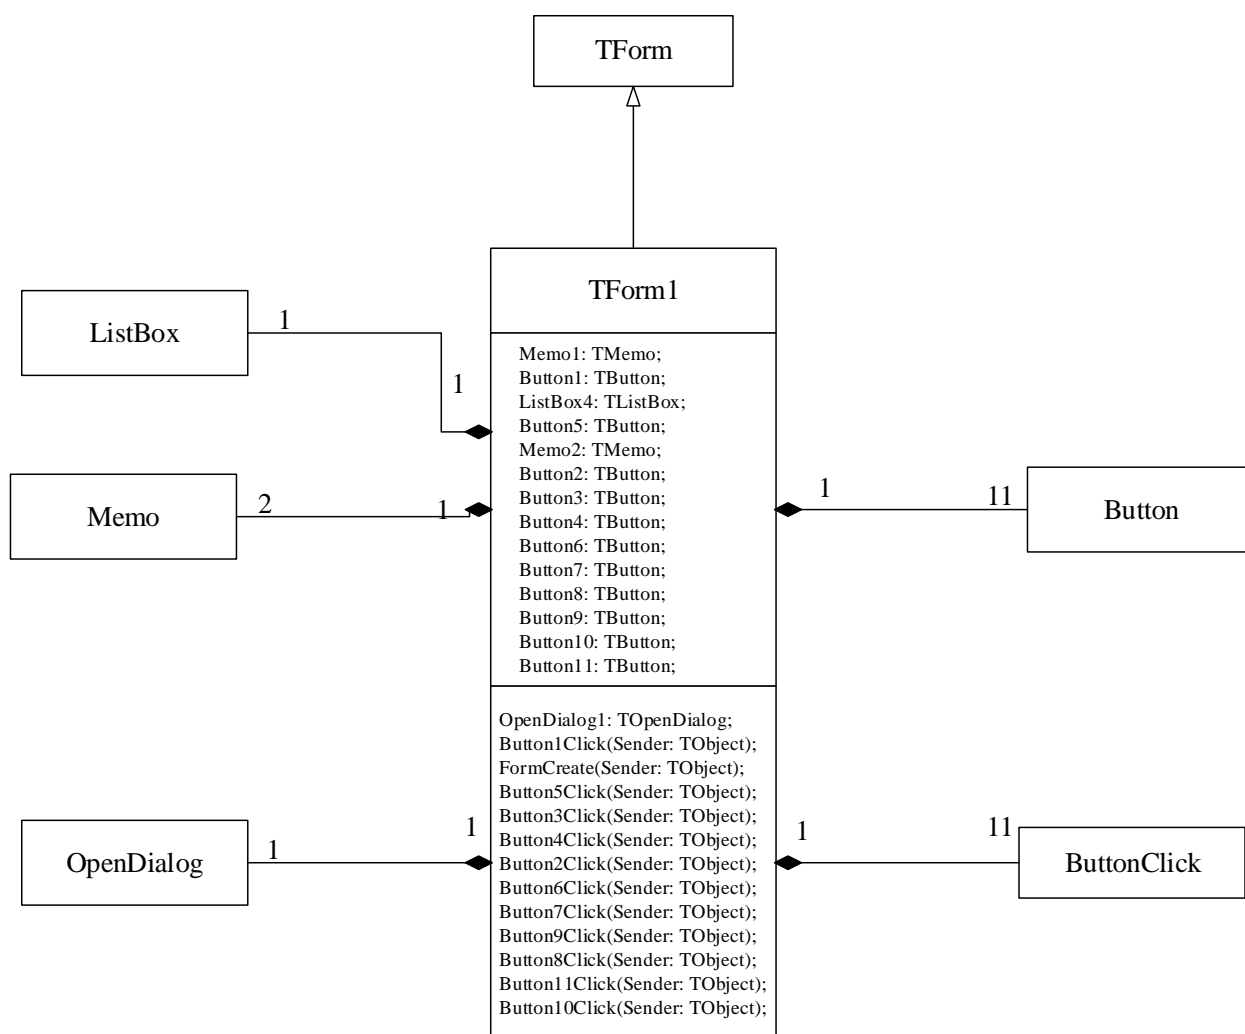 TForm
TForm1
ListBox
1
1
Memo1: TMemo;
Button1: TButton;
ListBox4: TListBox;
Button5: TButton;
Memo2: TMemo;
Button2: TButton;
Button3: TButton;
Button4: TButton;
Button6: TButton;
Button7: TButton;
Button8: TButton;
Button9: TButton;
Button10: TButton;
Button11: TButton;
Memo
2
1
1
11
Button
OpenDialog1: TOpenDialog;
Button1Click(Sender: TObject);
FormCreate(Sender: TObject);
Button5Click(Sender: TObject);
Button3Click(Sender: TObject);
Button4Click(Sender: TObject);
Button2Click(Sender: TObject);
Button6Click(Sender: TObject);
Button7Click(Sender: TObject);
Button9Click(Sender: TObject);
Button8Click(Sender: TObject);
Button11Click(Sender: TObject);
Button10Click(Sender: TObject);
OpenDialog
1
1
1
11
ButtonClick